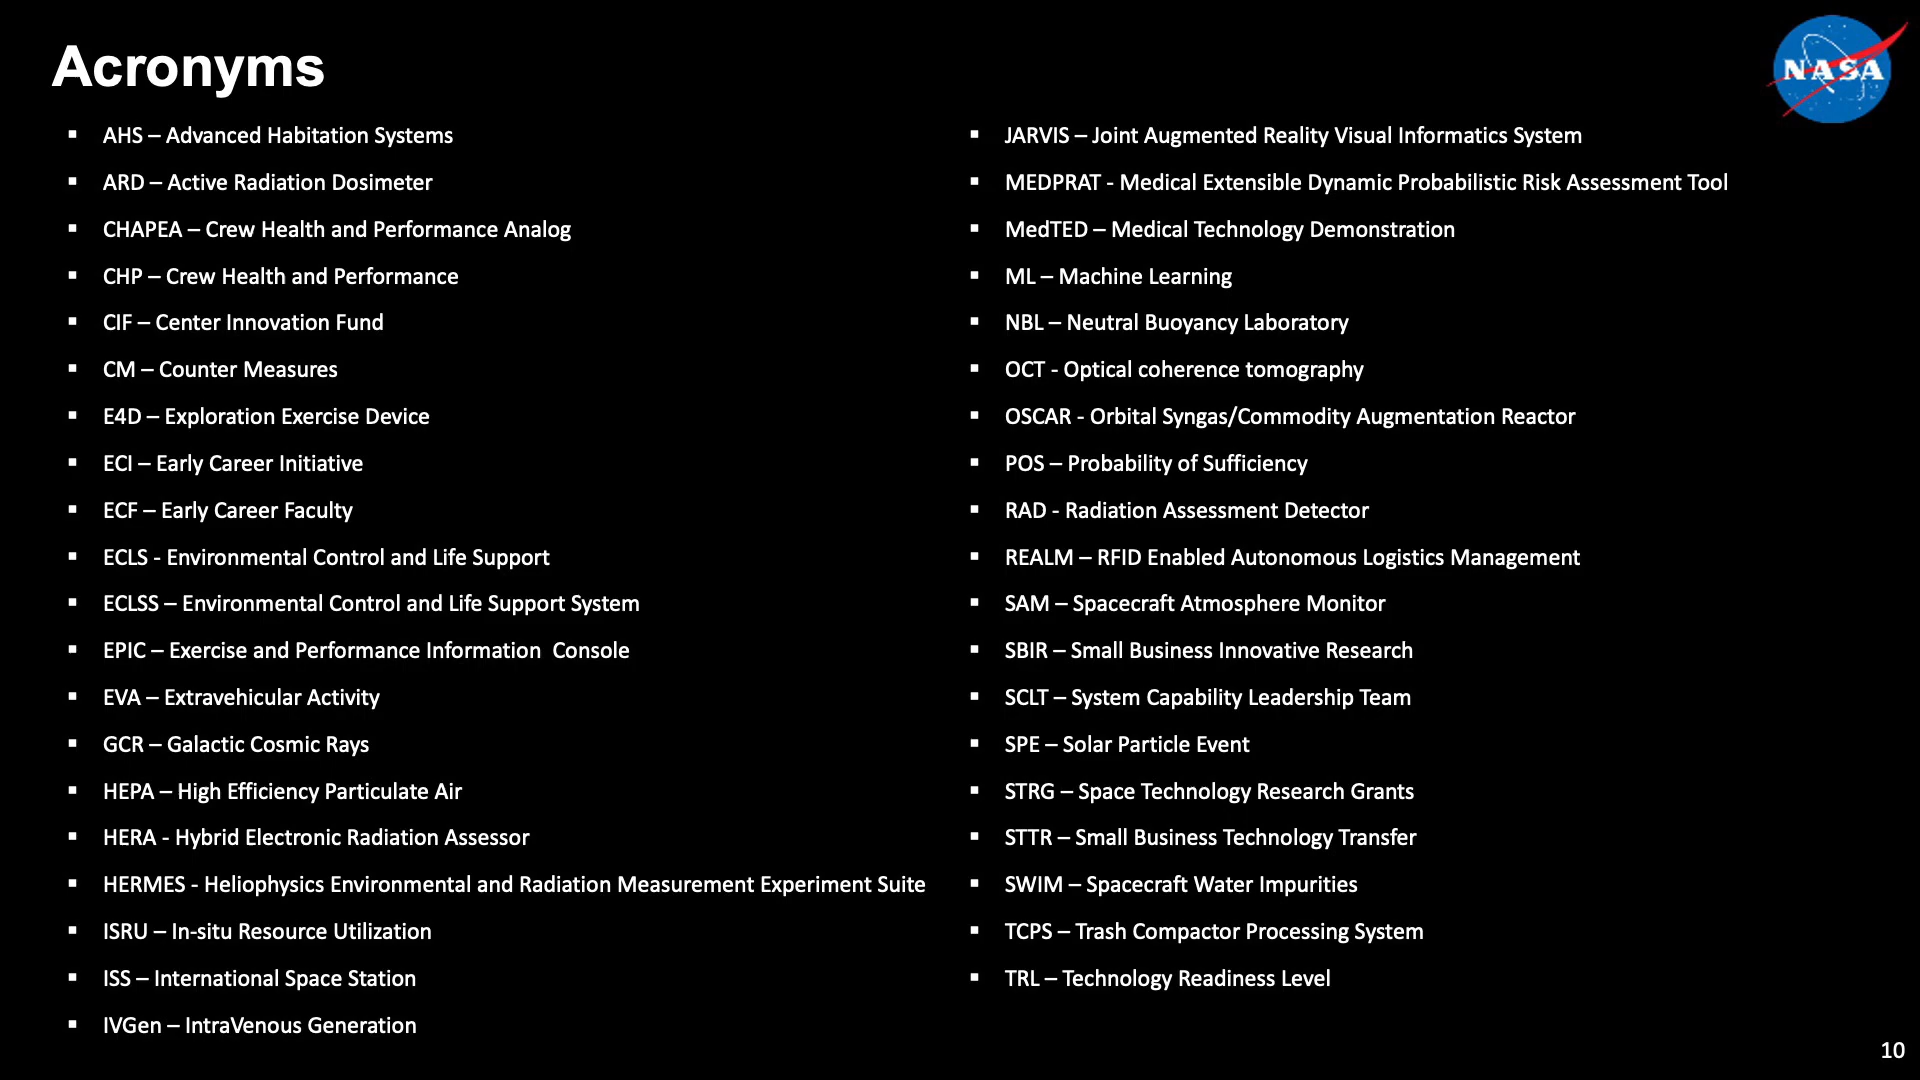 Acronyms
NASA
▪ AHS – Advanced Habitation Systems
▪ ARD – Active Radiation Dosimeter
▪ CHAPEA – Crew Health and Performance Analog
▪ CHP – Crew Health and Performance
▪ CIF – Center Innovation Fund
▪ CM – Counter Measures
▪ E4D – Exploration Exercise Device
▪ ECI – Early Career Initiative
▪ ECF – Early Career Faculty
▪ ECLS - Environmental Control and Life Support
▪ ECLSS – Environmental Control and Life Support System
▪ EPIC – Exercise and Performance Information  Console
▪ EVA – Extravehicular Activity
▪ GCR – Galactic Cosmic Rays
▪ HEPA – High Efficiency Particulate Air
▪ HERA - Hybrid Electronic Radiation Assessor
▪ HERMES - Heliophysics Environmental and Radiation Measurement Experiment Suite
▪ ISRU – In-situ Resource Utilization
▪ ISS – International Space Station
▪ IVGen – IntraVenous Generation
▪ JARVIS – Joint Augmented Reality Visual Informatics System
▪ MEDPRAT - Medical Extensible Dynamic Probabilistic Risk Assessment Tool
▪ MedTED – Medical Technology Demonstration
▪ ML – Machine Learning
▪ NBL – Neutral Buoyancy Laboratory
▪ OCT - Optical coherence tomography
▪ OSCAR - Orbital Syngas/Commodity Augmentation Reactor
▪ POS – Probability of Sufficiency
▪ RAD - Radiation Assessment Detector
▪ REALM – RFID Enabled Autonomous Logistics Management
▪ SAM – Spacecraft Atmosphere Monitor
▪ SBIR – Small Business Innovative Research
▪ SCLT – System Capability Leadership Team
▪ SPE – Solar Particle Event
▪ STRG – Space Technology Research Grants
▪ STTR – Small Business Technology Transfer
▪ SWIM – Spacecraft Water Impurities
▪ TCPS – Trash Compactor Processing System
▪ TRL – Technology Readiness Level
10